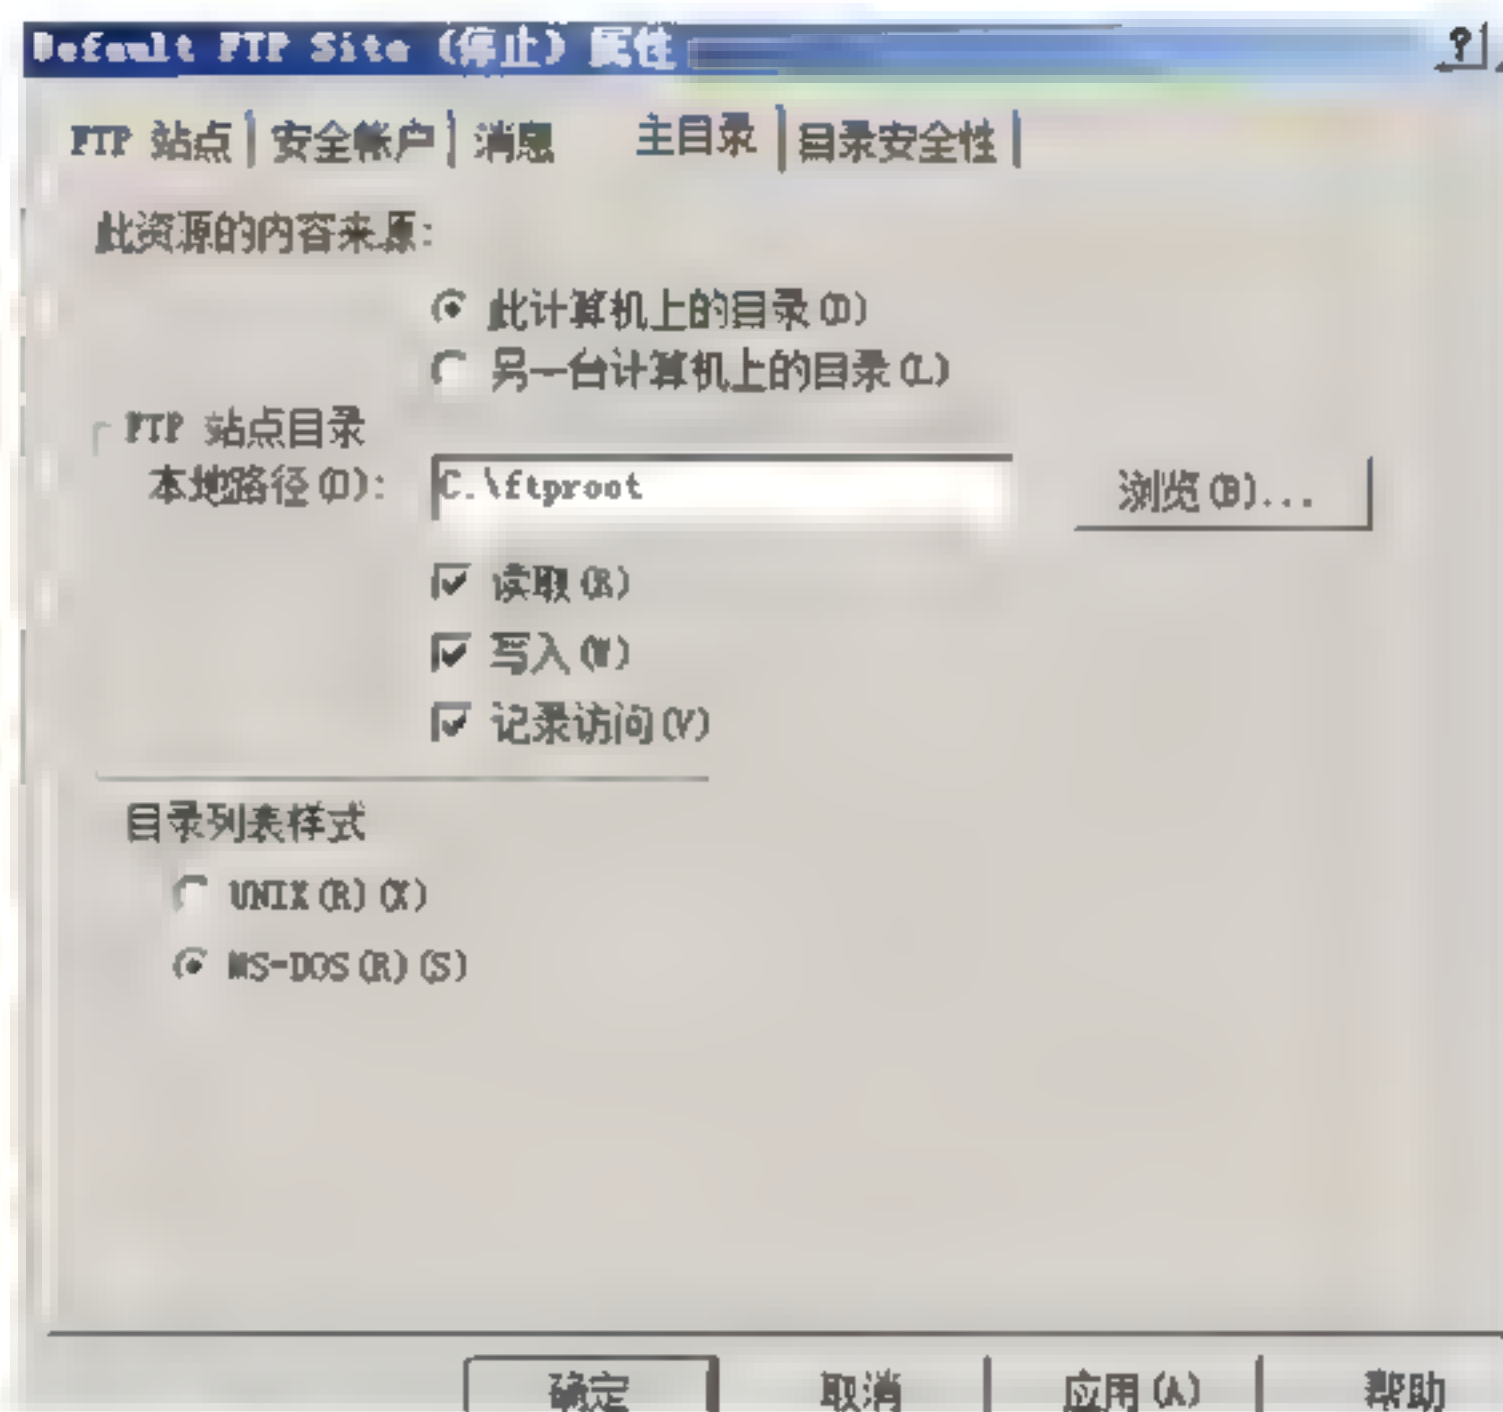 Default FTP Site (停止) 属性 ?
FTP 站点 安全帐户 消息 主目录 目录安全性
此资源的内容来原:
此计算机上的目录(D)
另一台计算机上的目录(L)
FTP 站点目录
本地路径(O): C:\ftproot 浏览(B)...
读取(R)
写入(W)
记录访问(V)
目录列表样式
UNIX(R)(X)
MS-DOS(R)(S)
确定 取消 应用(A) 帮助